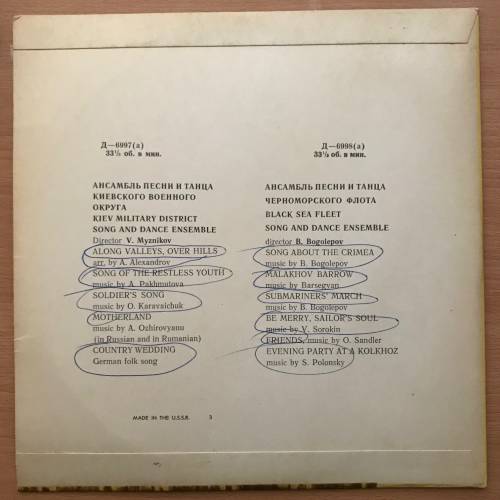 Д—6997(a)
33⅓ об. в мин.
АНСАМБЛЬ ПЕСНИ И ТАНЦА
КИЕВСКОГО ВОЕННОГО
ОКРУГА
KIEV MILITARY DISTRICT
SONG AND DANCE ENSEMBLE
Director V. Myznikov
ALONG VALLEYS, OVER HILLS
arr. by A. Alexandrov
SONG OF THE RESTLESS YOUTH
music by A. Pakhmutova
SOLDIER'S SONG
music by O. Karavaichuk
MOTHERLAND
music by A. Ozhirovyanu
(in Russian and in Rumanian)
COUNTRY WEDDING
German folk song
Д—6998(a)
33⅓ об. в мин.
АНСАМБЛЬ ПЕСНИ И ТАНЦА
ЧЕРНОМОРСКОГО ФЛОТА
BLACK SEA FLEET
SONG AND DANCE ENSEMBLE
director B. Bogolepov
SONG ABOUT THE CRIMEA
music by B. Bogolepov
MALAKHOV BARROW
music by Barsegyan
SUBMARINERS' MARCH
music by B. Bogolepov
BE MERRY, SAILOR'S SOUL
music by V. Sorokin
FRIENDS, music by O. Sandler
EVENING PARTY AT A KOLKHOZ
music by S. Polonsky
MADE IN THE U.S.S.R. 3